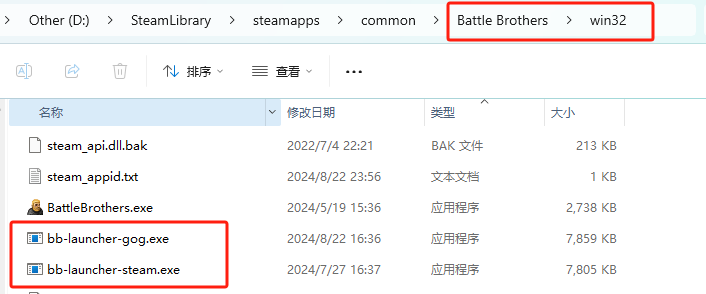 Other (D:) > SteamLibrary > steamapps > common > Battle Brothers > win32 >
排序 查看 ...
名称 修改日期 类型 大小
steam_api.dll.bak 2022/7/4 22:21 BAK 文件 213 KB
steam_appid.txt 2024/8/22 23:56 文本文档 1 KB
BattleBrothers.exe 2024/5/19 15:36 应用程序 2,738 KB
bb-launcher-gog.exe 2024/8/22 16:36 应用程序 7,859 KB
bb-launcher-steam.exe 2024/7/27 16:37 应用程序 7,805 KB